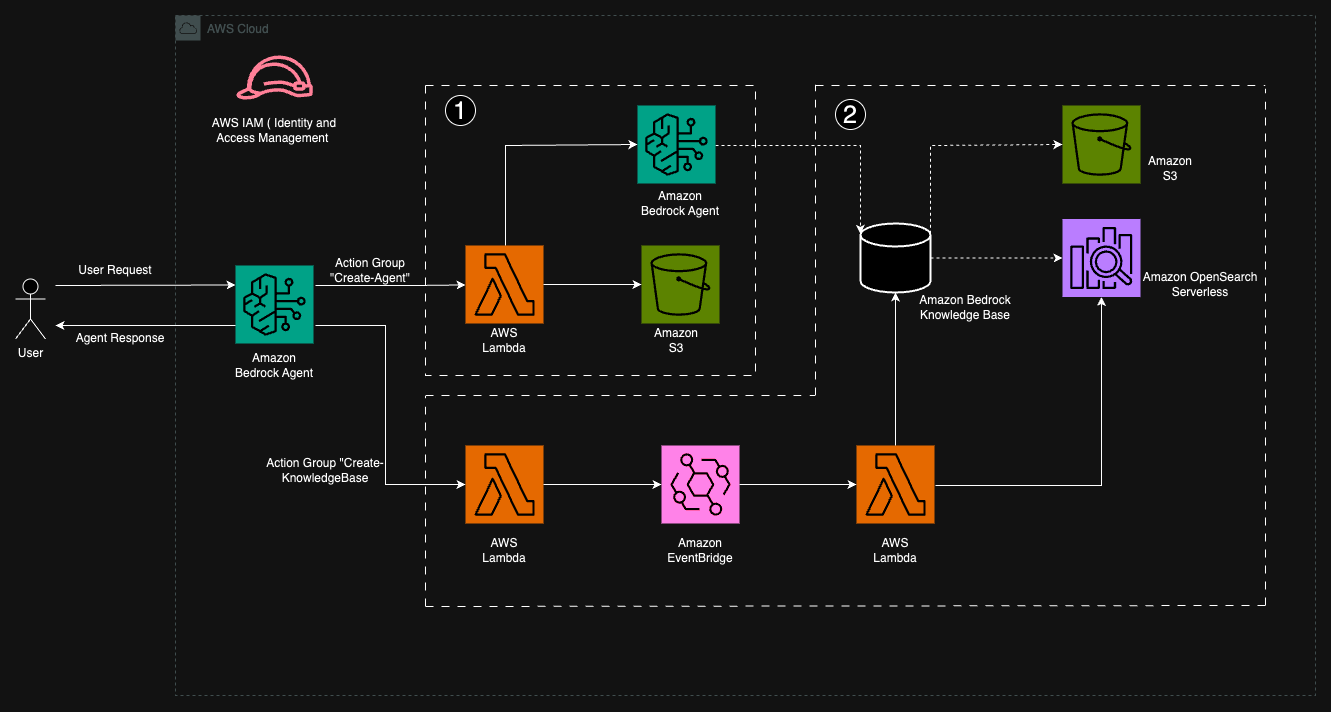 AWS Cloud
AWS IAM ( Identity and
Access Management
1
2
Amazon
Bedrock Agent
Amazon
S3
User Request
Action Group
"Create-Agent"
Amazon Bedrock
Knowledge Base
Amazon OpenSearch
Serverless
Agent Response
User
Amazon
Bedrock Agent
AWS
Lambda
Amazon
S3
Action Group "Create-
KnowledgeBase
AWS
Lambda
Amazon
EventBridge
AWS
Lambda